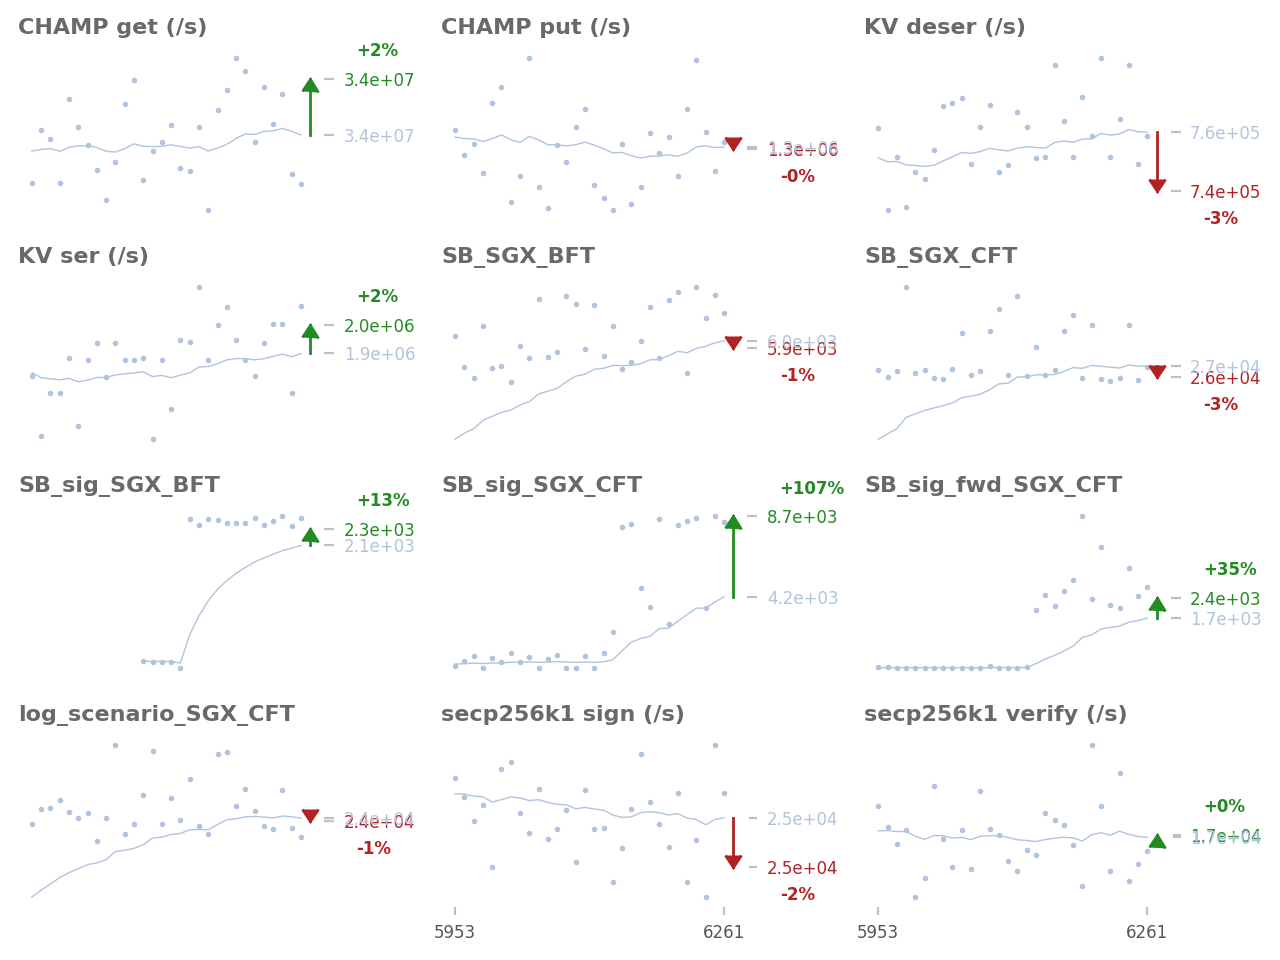 CHAMP get (/s)
+2%
3.4e+07
3.4e+07
CHAMP put (/s)
1.3e+06
-0%
KV deser (/s)
7.6e+05
7.4e+05
-3%
KV ser (/s)
+2%
2.0e+06
1.9e+06
SB_SGX_BFT
6.0e+03
5.9e+03
-1%
SB_SGX_CFT
2.7e+04
2.6e+04
-3%
SB_sig_SGX_BFT
+13%
2.3e+03
2.1e+03
SB_sig_SGX_CFT
+107%
8.7e+03
4.2e+03
SB_sig_fwd_SGX_CFT
+35%
2.4e+03
1.7e+03
log_scenario_SGX_CFT
2.4e+04
-1%
secp256k1 sign (/s)
2.5e+04
2.5e+04
-2%
5953 6261
secp256k1 verify (/s)
+0%
1.7e+04
5953 6261